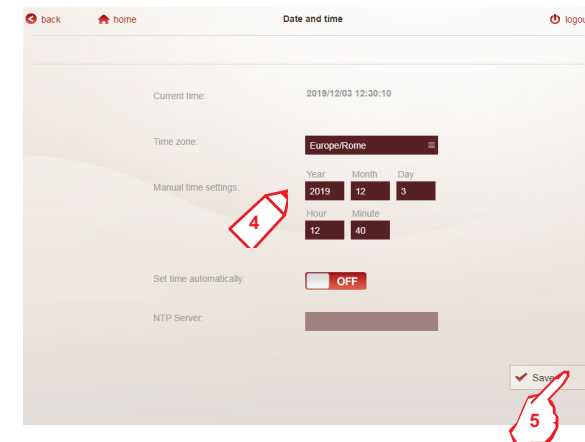 back home Date and time logou
Current time: 2019/12/03 12:30:10
Time zone: Europe/Rome
Year Month Day
Manual time settings: 2019 12 3
4
Hour Minute
12 40
Set time automatically: OFF
NTP Server:
Save
5